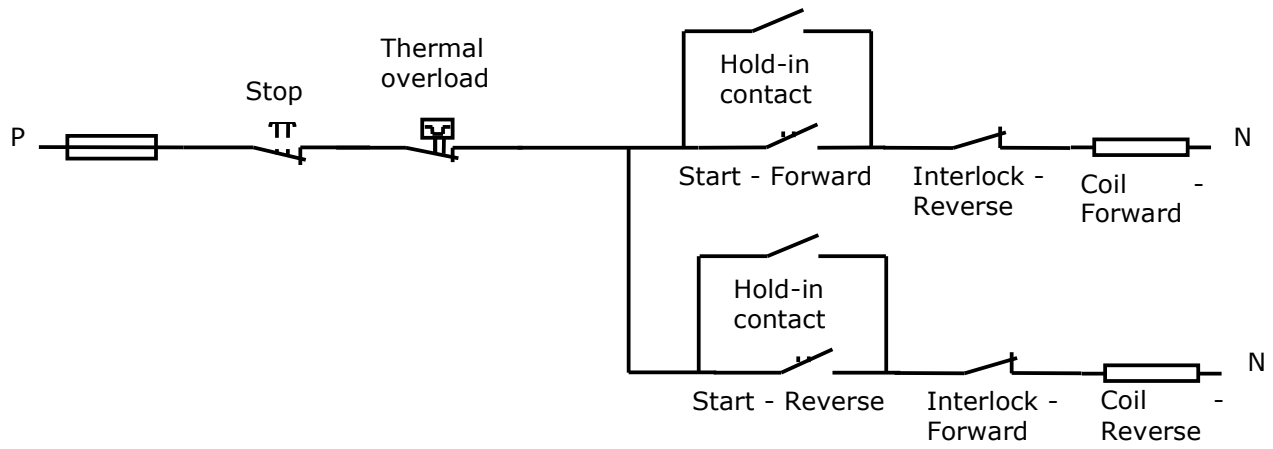 Thermal
overload
Stop
P
Hold-in
contact
N
Start - Forward
Interlock -
Reverse
Coil -
Forward
Hold-in
contact
N
Start - Reverse
Interlock -
Forward
Coil -
Reverse